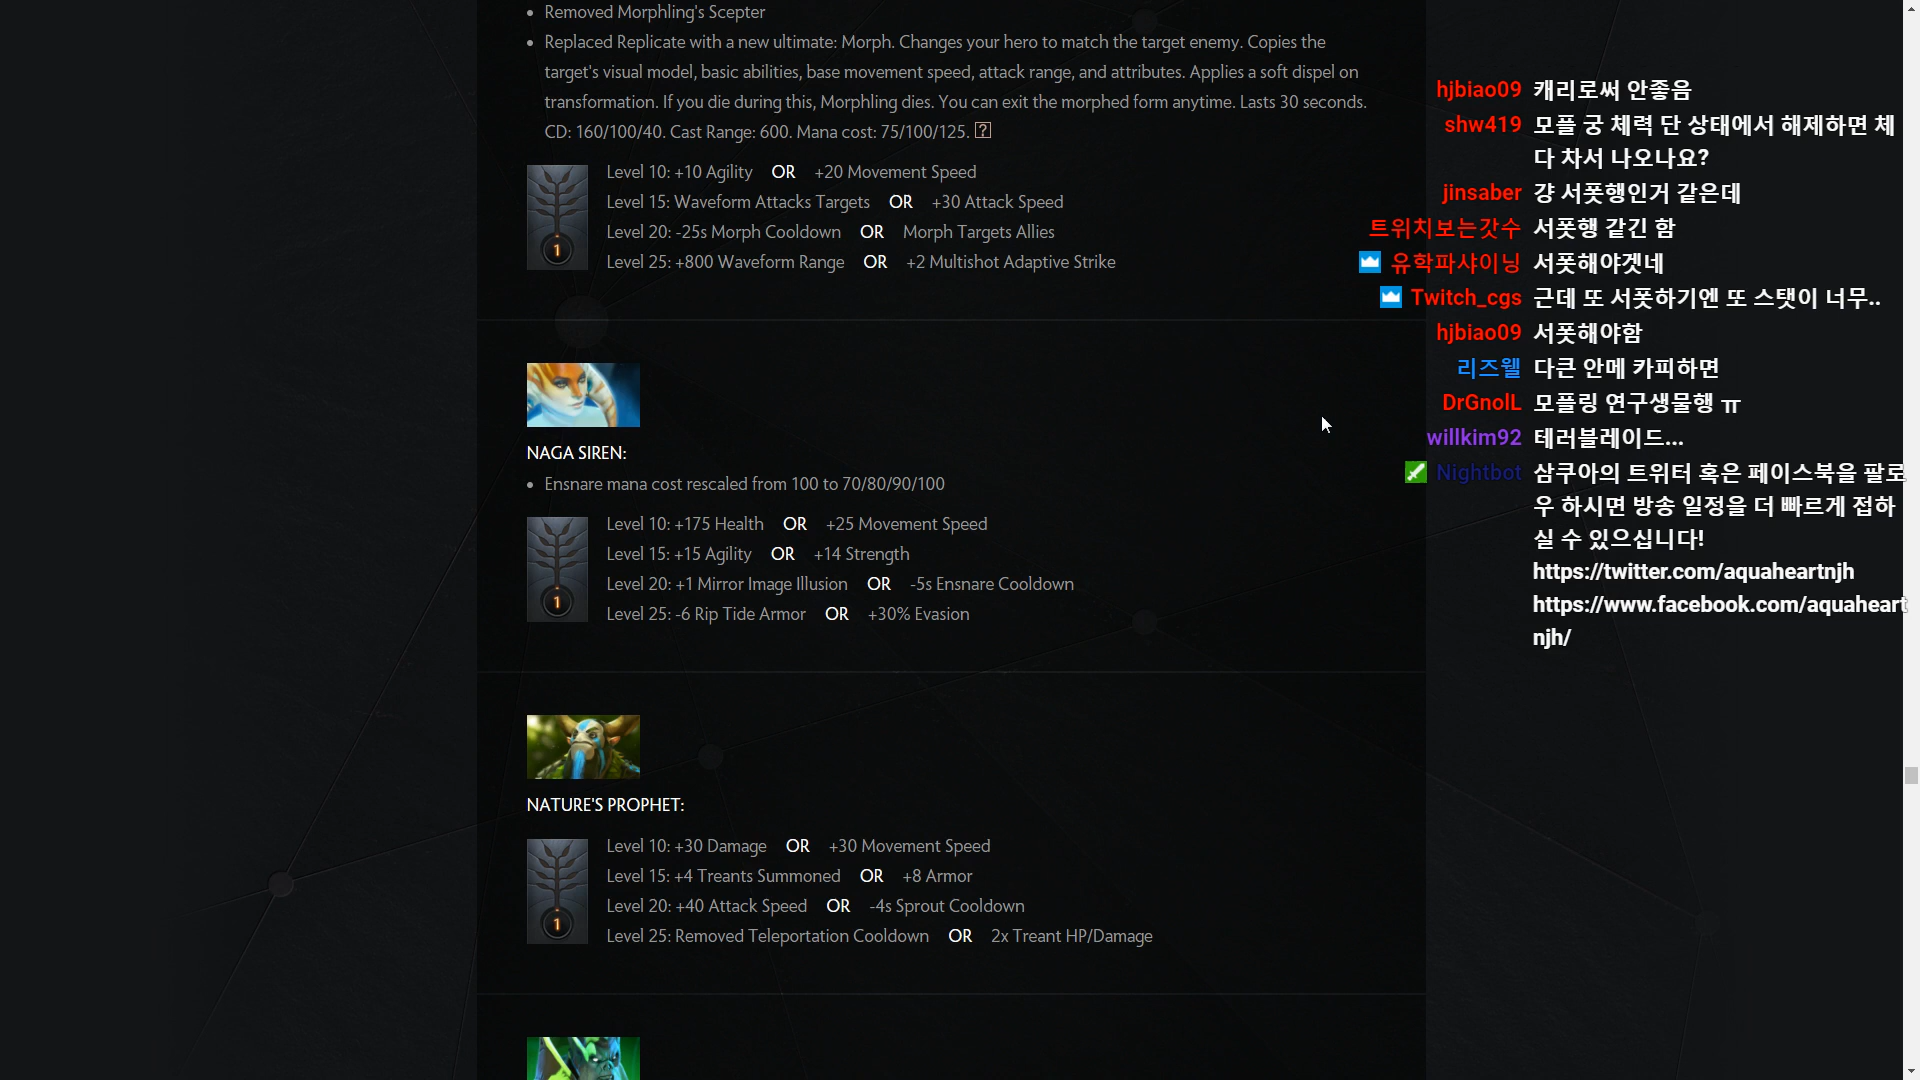 Removed Morphling's Scepter
Replaced Replicate with a new ultimate: Morph. Changes your hero to match the target enemy. Copies the
target's visual model, basic abilities, base movement speed, attack range, and attributes. Applies a soft dispel on
transformation. If you die during this, Morphling dies. You can exit the morphed form anytime. Lasts 30 seconds.
CD: 160/100/40. Cast Range: 600. Mana cost: 75/100/125. ?
Level 10: +10 Agility OR +20 Movement Speed
Level 15: Waveform Attacks Targets OR +30 Attack Speed
Level 20: -25s Morph Cooldown OR Morph Targets Allies
Level 25: +800 Waveform Range OR +2 Multishot Adaptive Strike
1
NAGA SIREN:
Ensnare mana cost rescaled from 100 to 70/80/90/100
Level 10: +175 Health OR +25 Movement Speed
Level 15: +15 Agility OR +14 Strength
Level 20: +1 Mirror Image Illusion OR -5s Ensnare Cooldown
Level 25: -6 Rip Tide Armor OR +30% Evasion
1
NATURE'S PROPHET:
Level 10: +30 Damage OR +30 Movement Speed
Level 15: +4 Treants Summoned OR +8 Armor
Level 20: +40 Attack Speed OR -4s Sprout Cooldown
Level 25: Removed Teleportation Cooldown OR 2x Treant HP/Damage
1
hjbiao09 캐리로써 안좋음
shw419 모플 궁 체력 단 상태에서 해제하면 체
다 차서 나오나요?
jinsaber 걍 서폿행인거 같은데
트위치보는갓수 서폿행 같긴 함
유학파샤이닝 서폿해야겟네
Twitch_cgs 근데 또 서폿하기엔 또 스탯이 너무..
hjbiao09 서폿해야함
리즈웰 다큰 안메 카피하면
DrGnolL 모플링 연구생물행 ㅠ
willkim92 테러블레이드...
Nightbot 삼쿠아의 트위터 혹은 페이스북을 팔로
우 하시면 방송 일정을 더 빠르게 접하
실 수 있으십니다!
https://twitter.com/aquaheartnjh
https://www.facebook.com/aquaheart
njh/